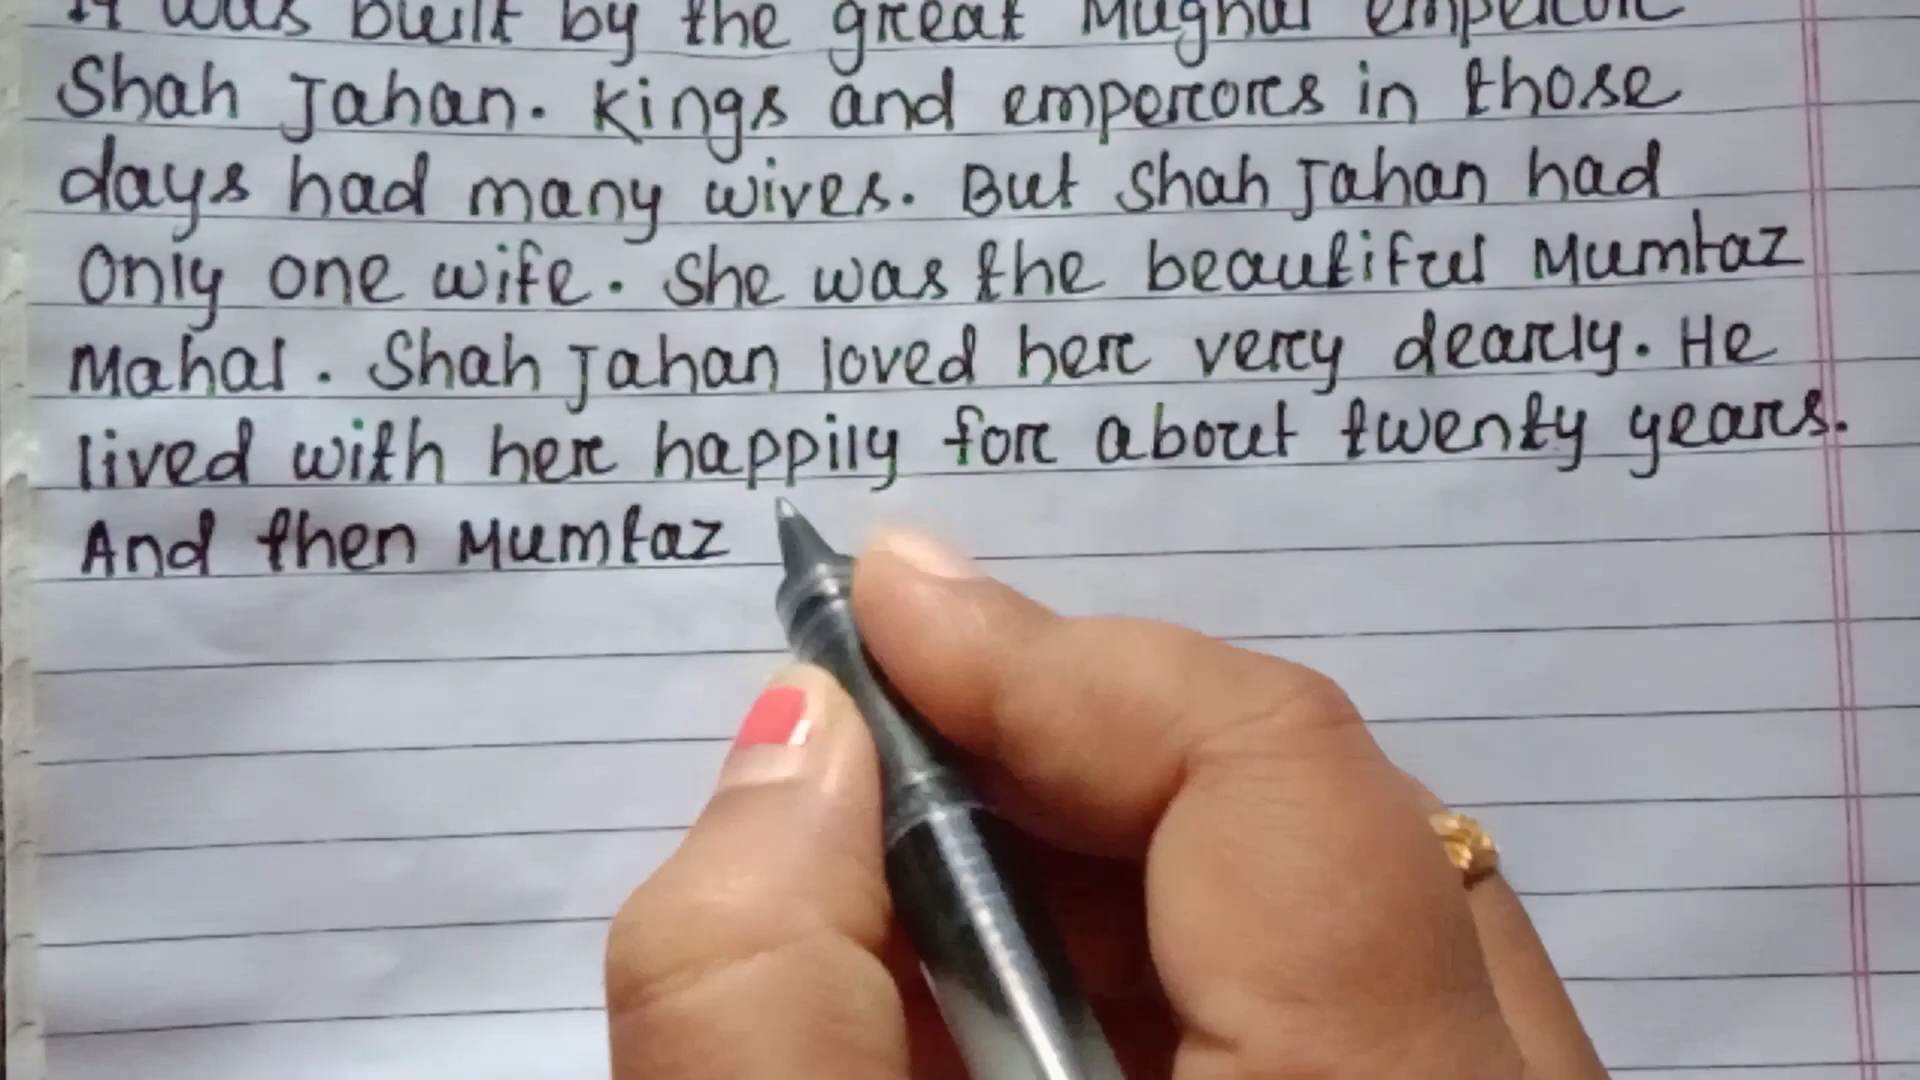 It was built by the great Mughal emperor
Shah Jahan. Kings and emperors in those
days had many wives. But Shah Jahan had
Only one wife. She was the beautiful Mumtaz
Mahal. Shah Jahan loved her very dearly. He
lived with her happily for about twenty years.
And then Mumtaz